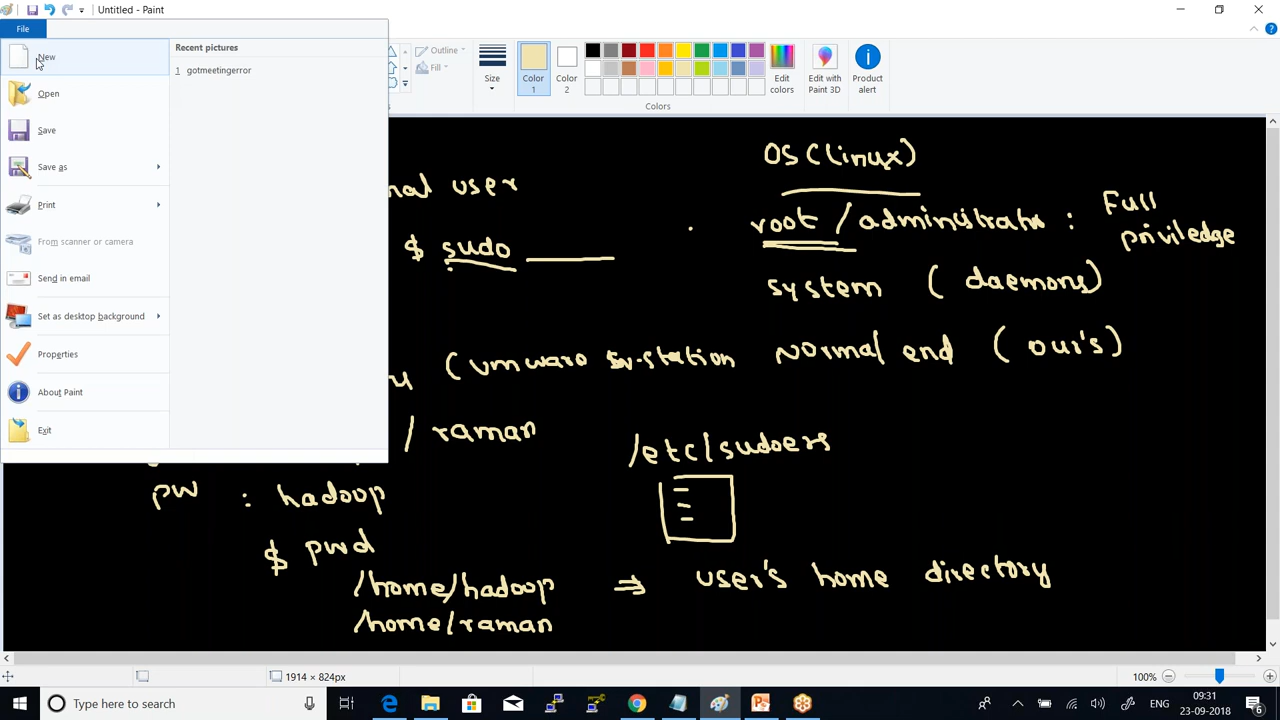 Untitled - Paint
File
New
Open
Save
Save as
Print
From scanner or camera
Send in email
Set as desktop background
Properties
About Paint
Exit
Recent pictures
1 gotmeetingerror
Outline
Fill
Size
Color 1
Color 2
Edit colors
Edit with Paint 3D
Product alert
Colors
OS (linux)
nal user
root / administrator : Full priviledge
$ sudo
system ( daemons)
(vmware station
normal end ( our's )
/ raman
/etc/sudoers
pw : hadoop
$ pwd
/home/hadoop ⇒ user's home directory
/home/raman
1914 × 824px
100%
Type here to search
ENG
09:31
23-09-2018
6